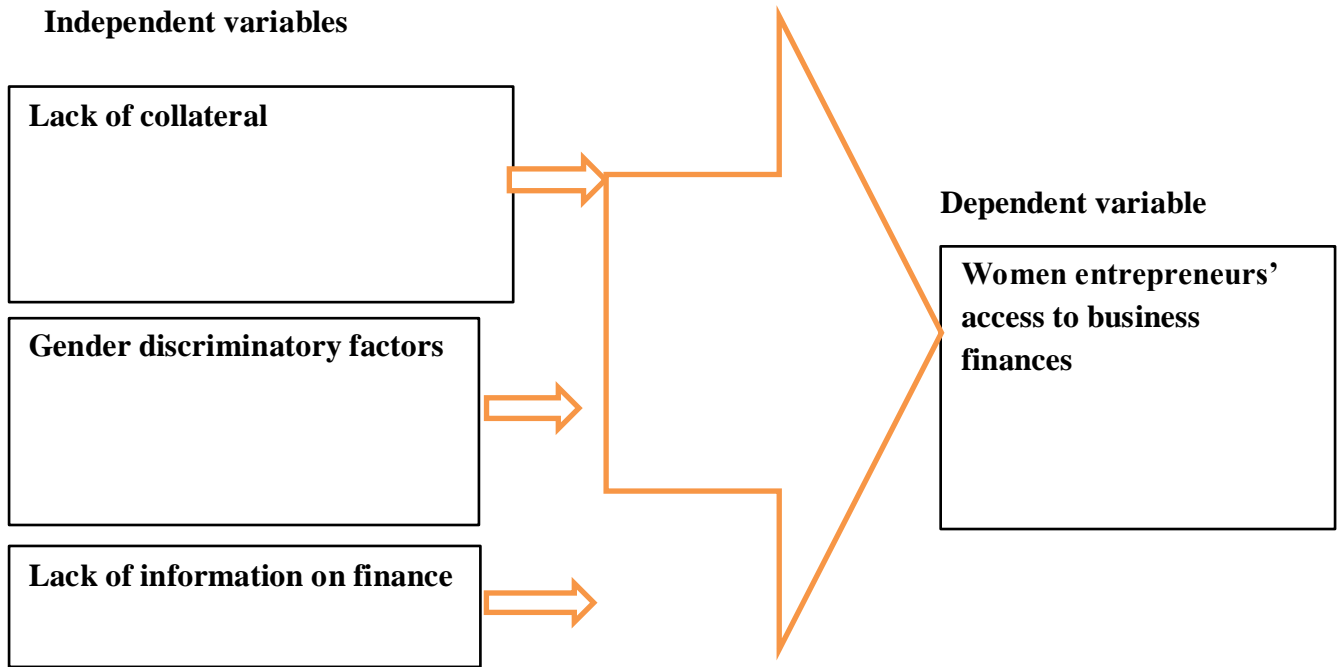 Independent variables
Lack of collateral
Gender discriminatory factors
Lack of information on finance
Dependent variable
Women entrepreneurs’
access to business
finances